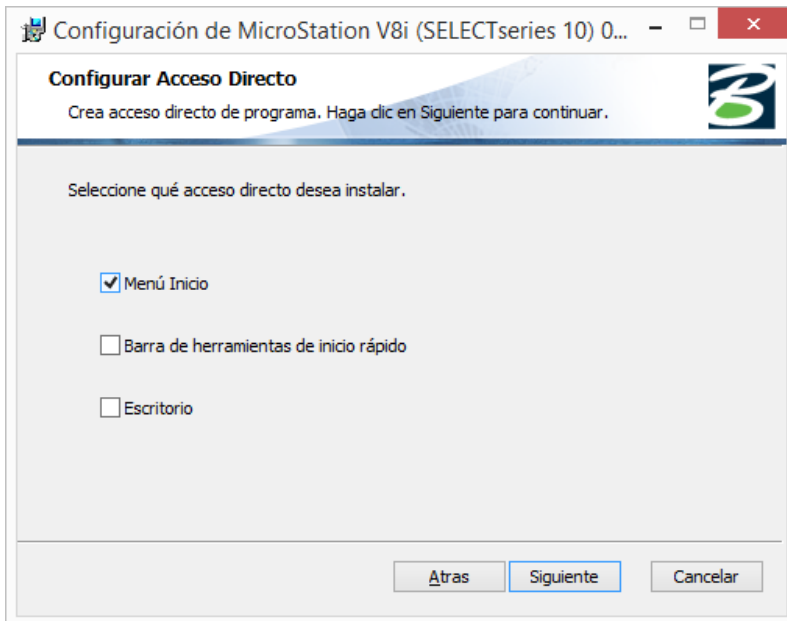 Configuración de MicroStation V8i (SELECTseries 10) 0...
Configurar Acceso Directo
Crea acceso directo de programa. Haga clic en Siguiente para continuar.
Seleccione qué acceso directo desea instalar.
Menú Inicio
Barra de herramientas de inicio rápido
Escritorio
Atras Siguiente Cancelar